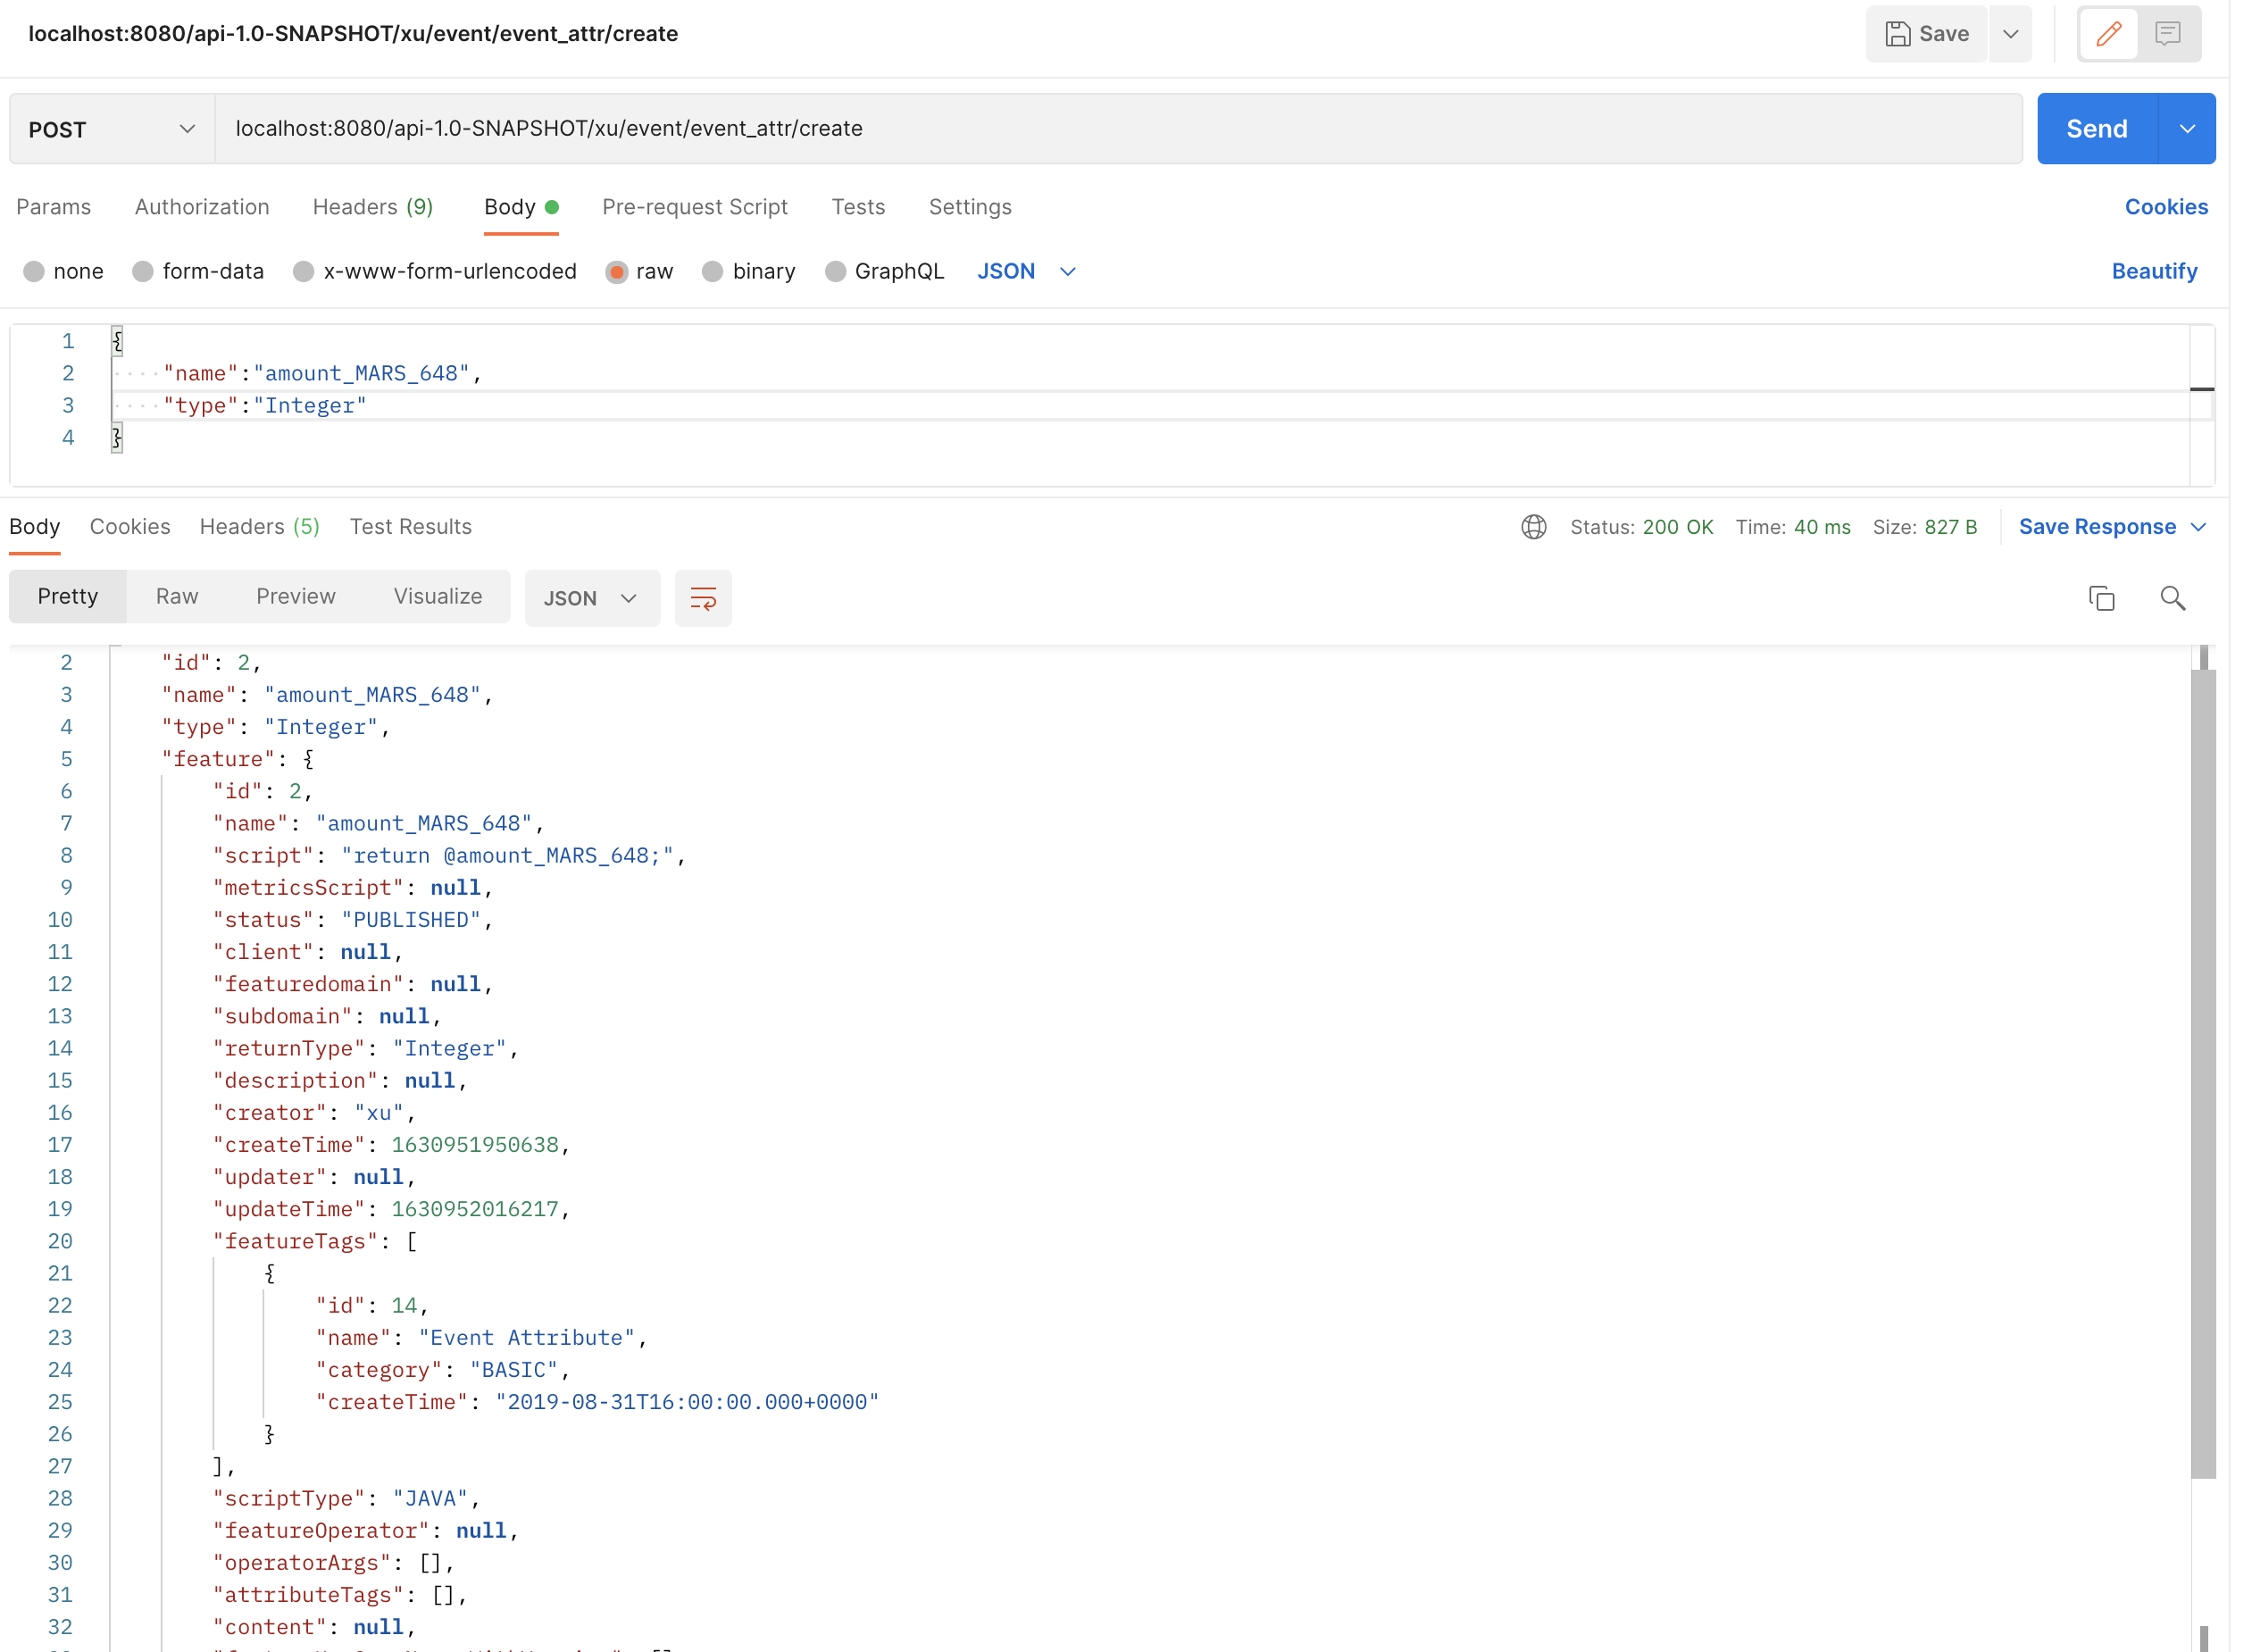 localhost:8080/api-1.0-SNAPSHOT/xu/event/event_attr/create
Save
POST
localhost:8080/api-1.0-SNAPSHOT/xu/event/event_attr/create
Send
Params Authorization Headers (9) Body Pre-request Script Tests Settings Cookies
none form-data x-www-form-urlencoded raw binary GraphQL JSON Beautify
1 {
2 "name":"amount_MARS_648",
3 "type":"Integer"
4 }
Body Cookies Headers (5) Test Results Status: 200 OK Time: 40 ms Size: 827 B Save Response
Pretty Raw Preview Visualize JSON
2 "id": 2,
3 "name": "amount_MARS_648",
4 "type": "Integer",
5 "feature": {
6 "id": 2,
7 "name": "amount_MARS_648",
8 "script": "return @amount_MARS_648;",
9 "metricsScript": null,
10 "status": "PUBLISHED",
11 "client": null,
12 "featuredomain": null,
13 "subdomain": null,
14 "returnType": "Integer",
15 "description": null,
16 "creator": "xu",
17 "createTime": 1630951950638,
18 "updater": null,
19 "updateTime": 1630952016217,
20 "featureTags": [
21 {
22 "id": 14,
23 "name": "Event Attribute",
24 "category": "BASIC",
25 "createTime": "2019-08-31T16:00:00.000+0000"
26 }
27 ],
28 "scriptType": "JAVA",
29 "featureOperator": null,
30 "operatorArgs": [],
31 "attributeTags": [],
32 "content": null,